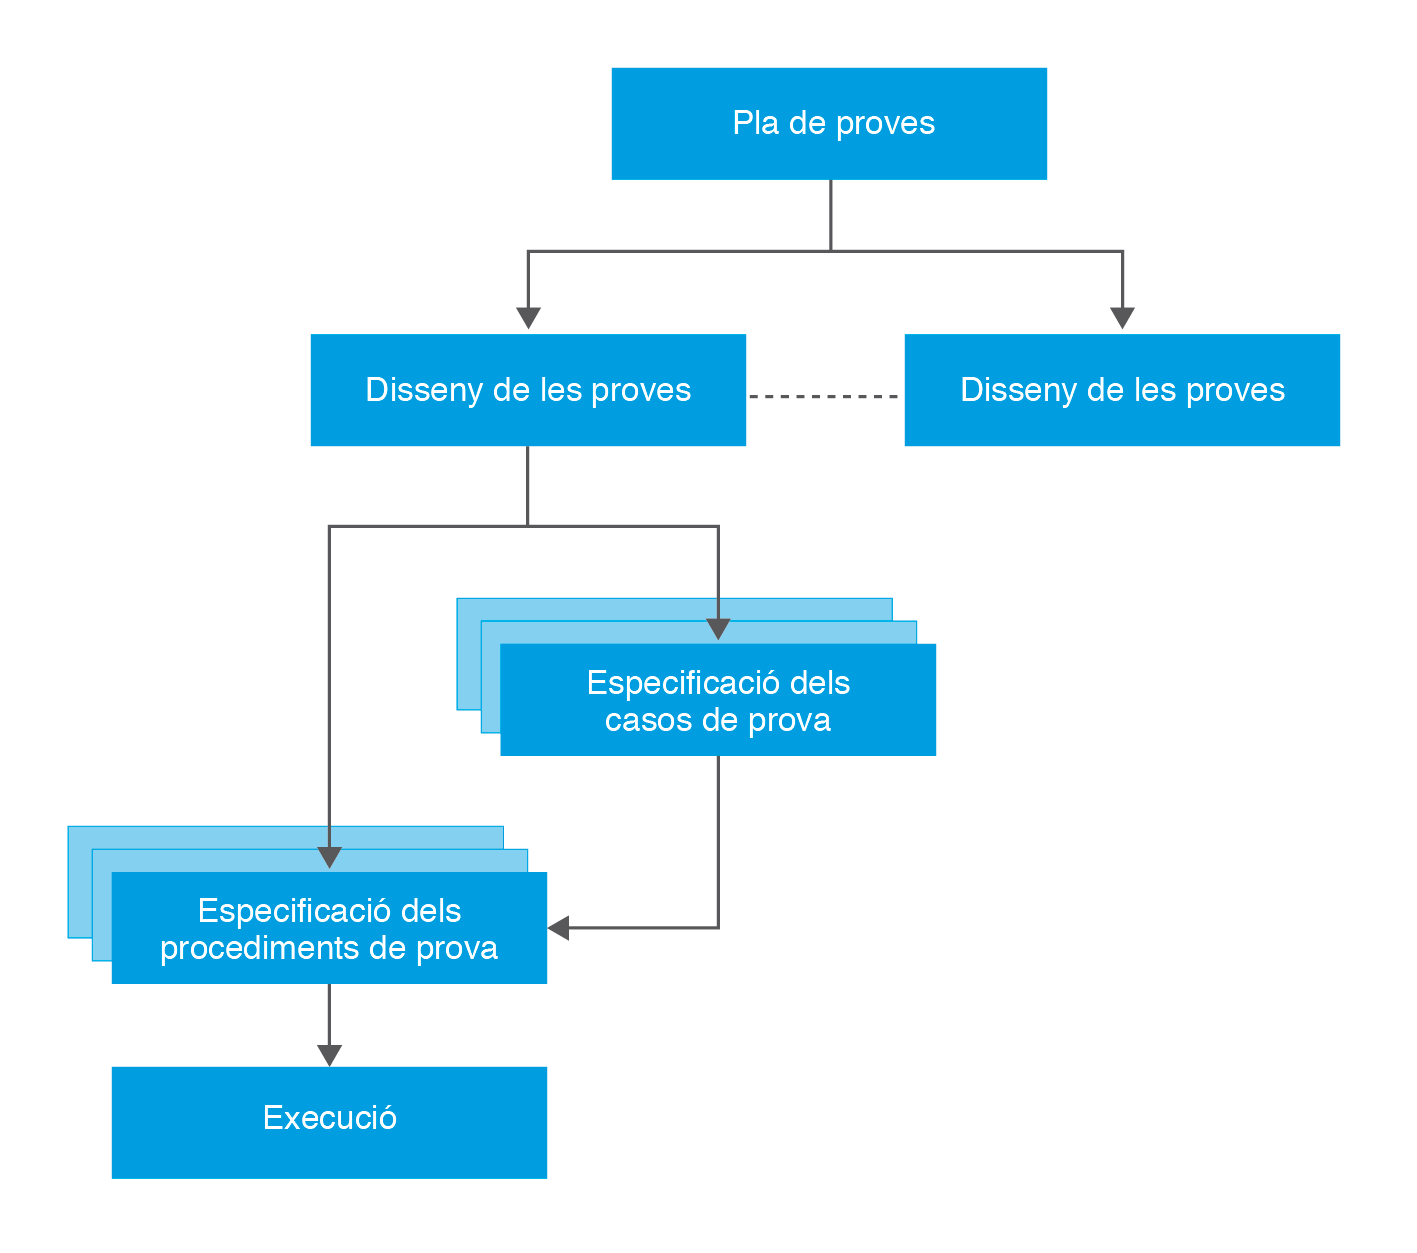 Pla de proves
Disseny de les proves
Disseny de les proves
Especificació dels
casos de prova
Especificació dels
procediments de prova
Execució